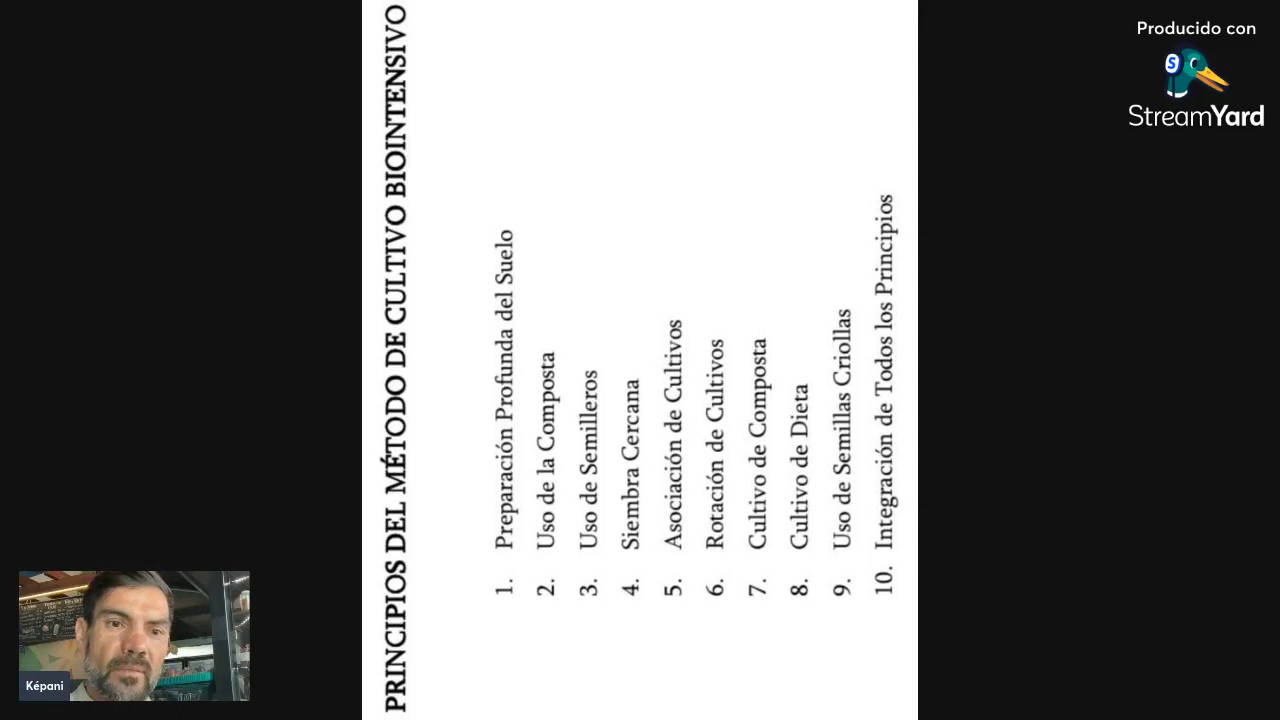 PRINCIPIOS DEL MÉTODO DE CULTIVO BIOINTENSIVO
1. Preparación Profunda del Suelo
2. Uso de la Composta
3. Uso de Semilleros
4. Siembra Cercana
5. Asociación de Cultivos
6. Rotación de Cultivos
7. Cultivo de Composta
8. Cultivo de Dieta
9. Uso de Semillas Criollas
10. Integración de Todos los Principios
Producido con
S
StreamYard
Képani